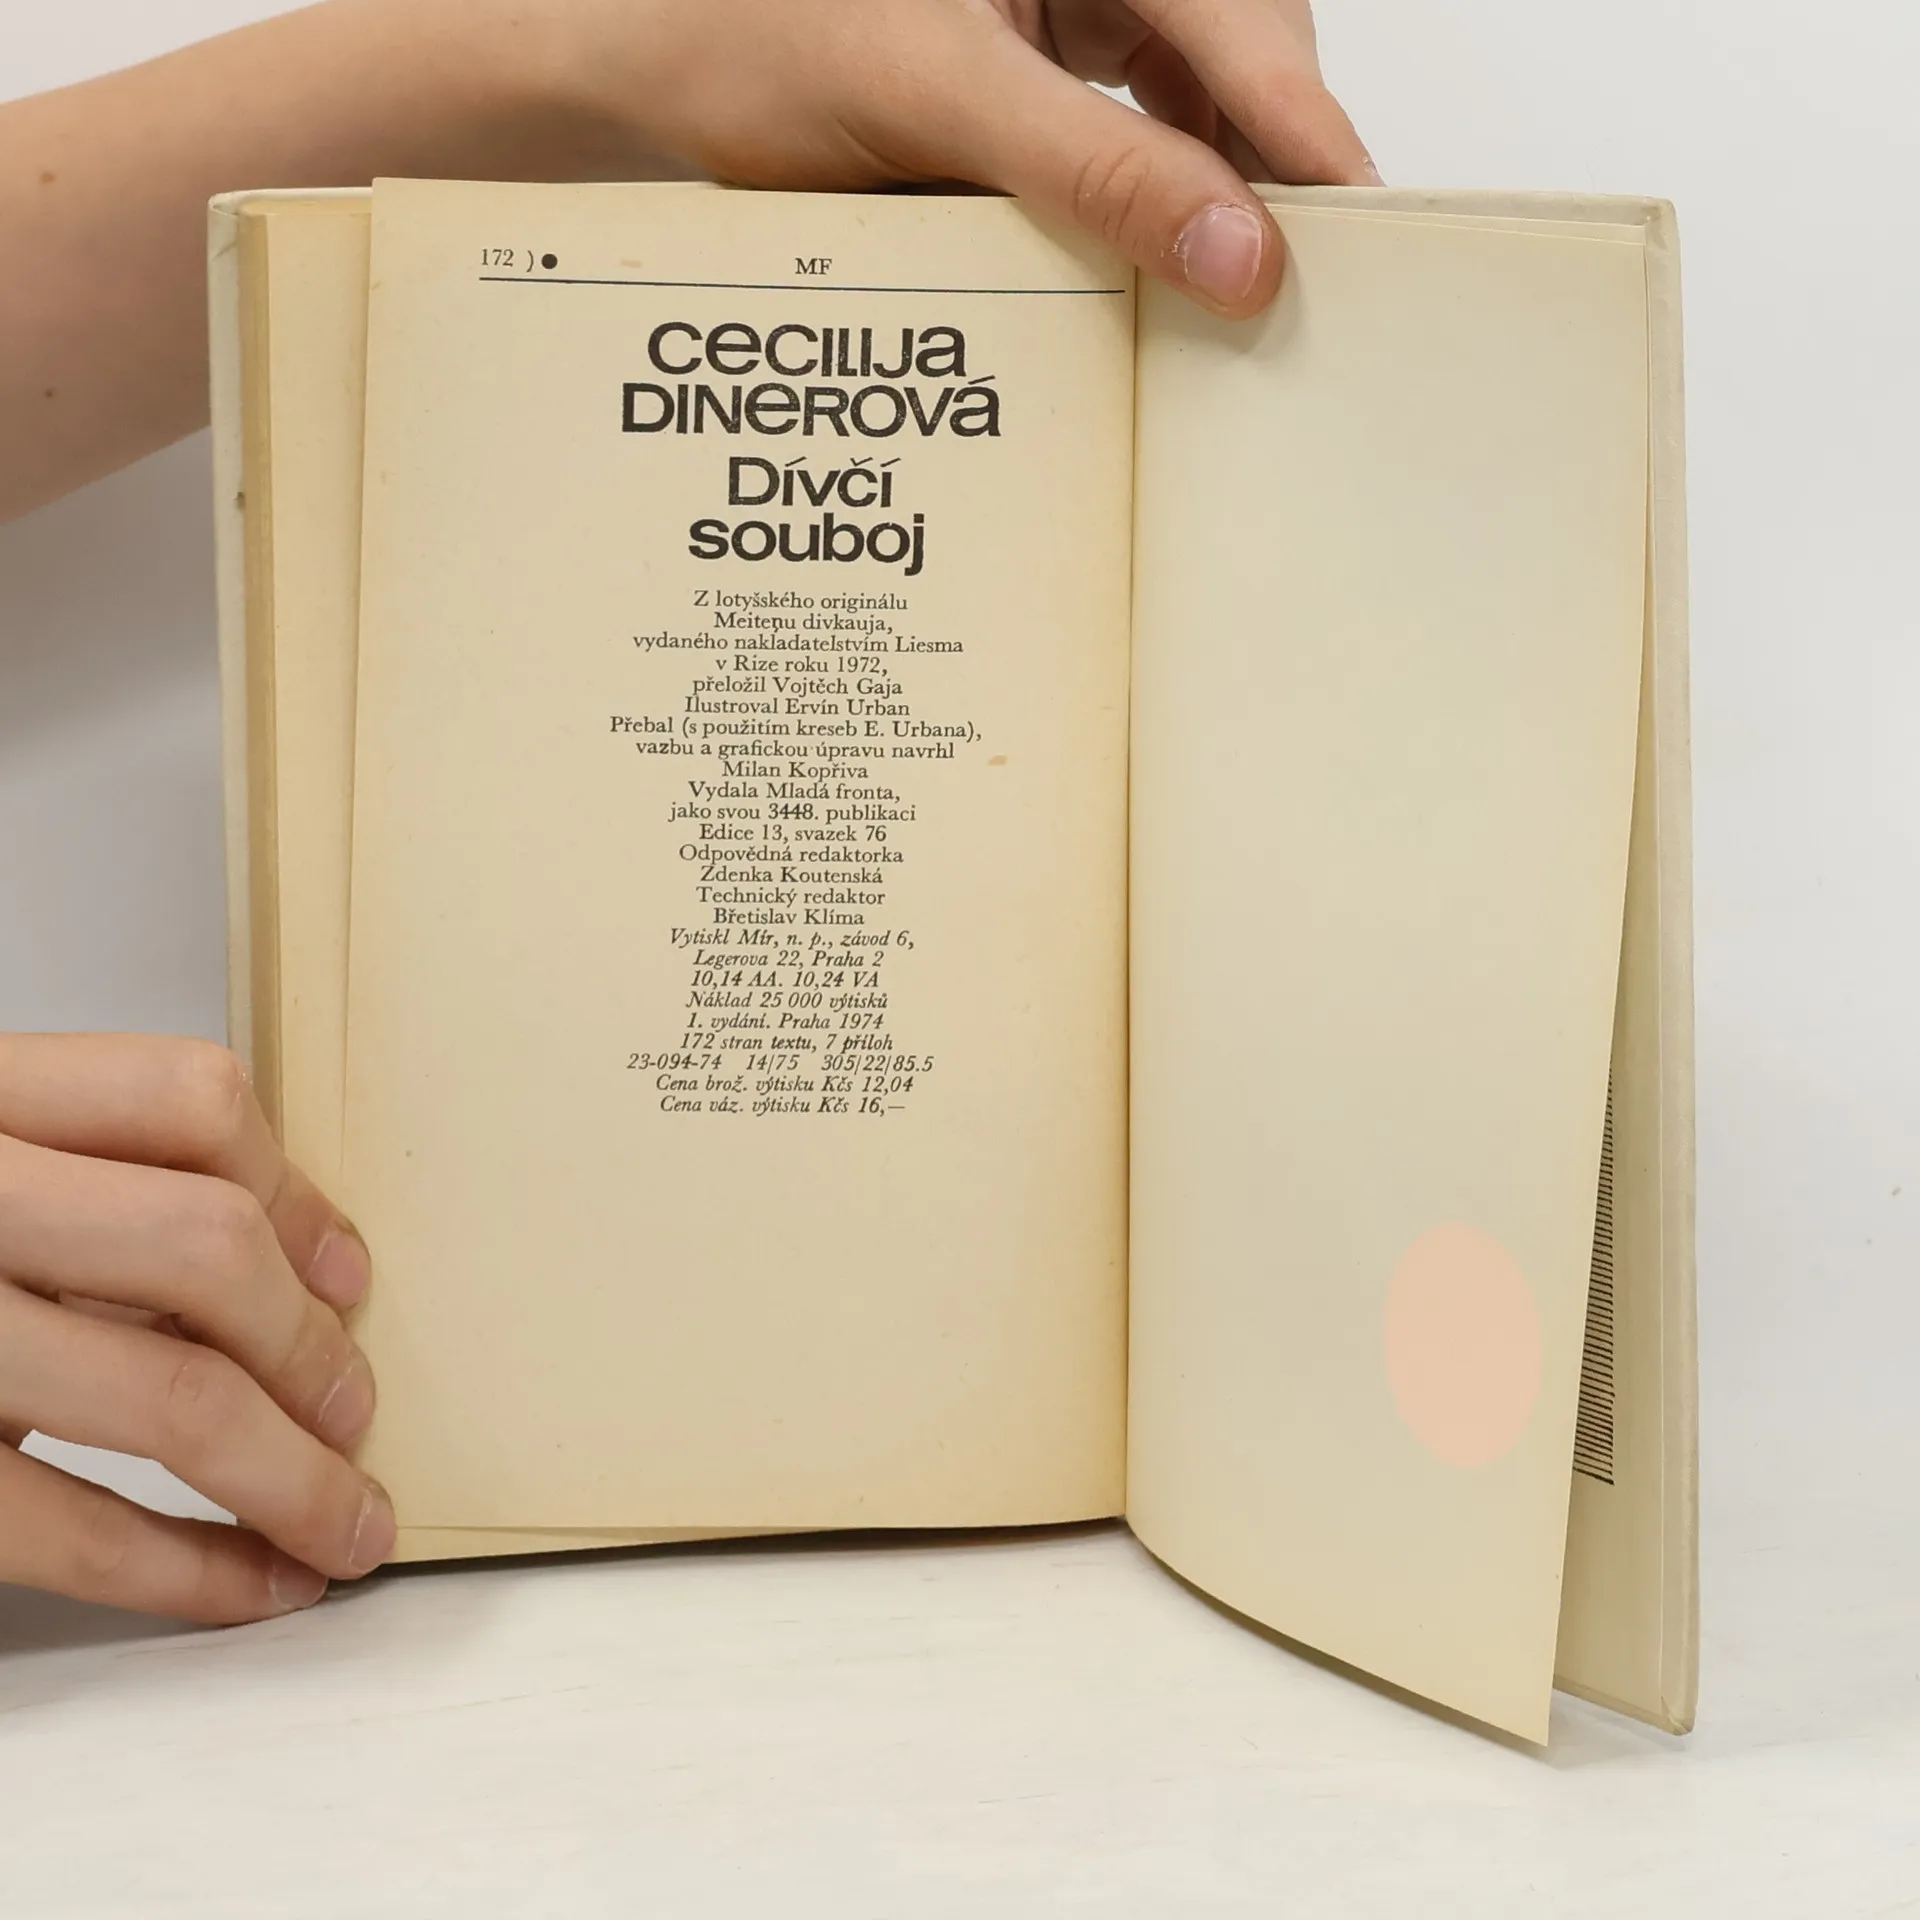 172 ) ●
MF
CECILIJA
DINEROVÁ
Dívčí
souboj
Z lotyšského originálu
Meiteņu divkauja,
vydaného nakladatelstvím Liesma
v Rize roku 1972,
přeložil Vojtěch Gaja
Ilustroval Ervín Urban
Přebal (s použitím kreseb E. Urbana),
vazbu a grafickou úpravu navrhl
Milan Kopřiva
Vydala Mladá fronta,
jako svou 3448. publikaci
Edice 13, svazek 76
Odpovědná redaktorka
Zdenka Koutenská
Technický redaktor
Břetislav Klíma
Vytiskl Mír, n. p., závod 6,
Legerova 22, Praha 2
10,14 AA. 10,24 VA
Náklad 25 000 výtisků
1. vydání. Praha 1974
172 stran textu, 7 příloh
23-094-74 14/75 305/22/85.5
Cena brož. výtisku Kčs 12,04
Cena váz. výtisku Kčs 16,—